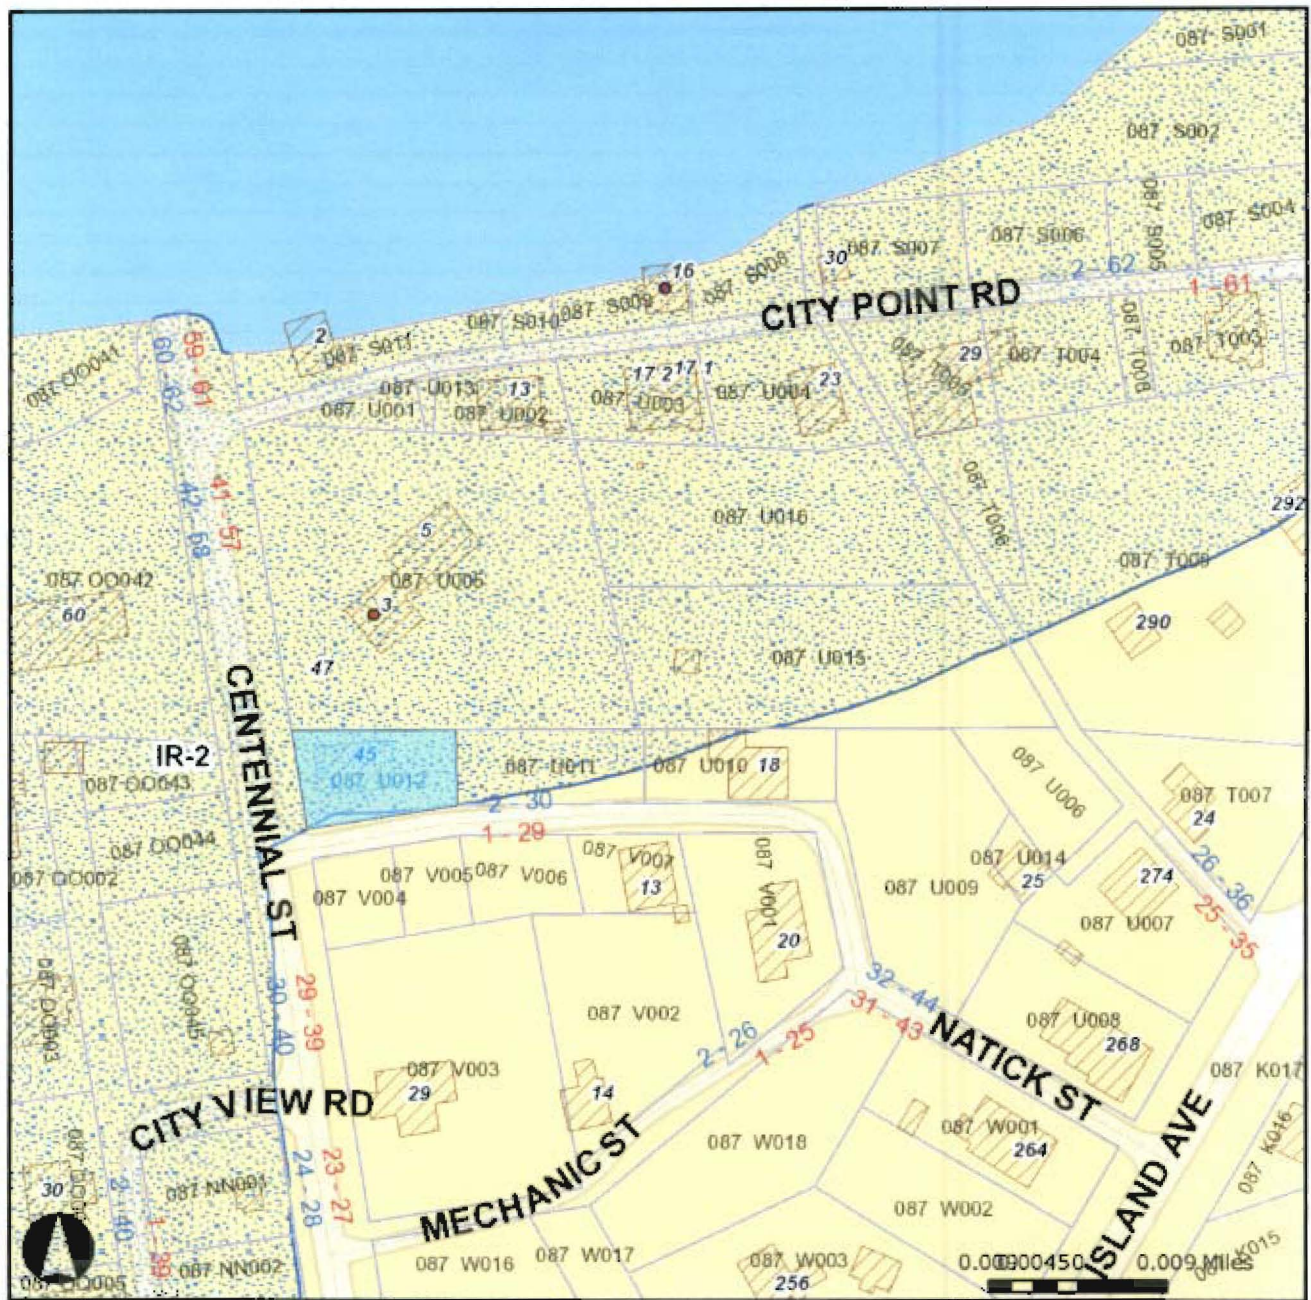 087 S001
087 S002
087 S004
087 S005
087 S006
087 S007
30
16
087 S008
2 - 62
1 - 61
CITY POINT RD
087 S009
087 S010
2
087 S011
59 - 61
60 - 62
087 OO041
087 T003
087 T008
087 T004
29
23
087 U004
17 2
17 1
087 U003
13
087 U013
087 U002
087 U001
41 - 57
087 T006
087 U016
292
5
087 OO042
60
3
290
087 U015
47
CENTENNIAL ST
IR-2
45
087 U012
087 U011
087 U010
18
087 U006
087 T007
24
087 OO043
2 - 30
1 - 29
087 OO044
087 OO002
087 V004
087 V005
087 V006
087 V007
13
087 V001
20
087 U009
087 U014
25
274
26 - 36
25 - 35
087 U007
087 OO003
30 - 40
29 - 39
087 V002
2 - 26
1 - 25
32 - 44
31 - 43
NATICK ST
087 U008
268
087 K017
087 V003
29
14
CITY VIEW RD
MECHANIC ST
087 W018
087 W001
264
087 K016
ISLAND AVE
30
2 - 40
1 - 39
087 NN001
24 - 28
23 - 27
087 W002
087 OO005
087 NN002
087 W016
087 W017
087 W003
256
0.009 Miles
K015